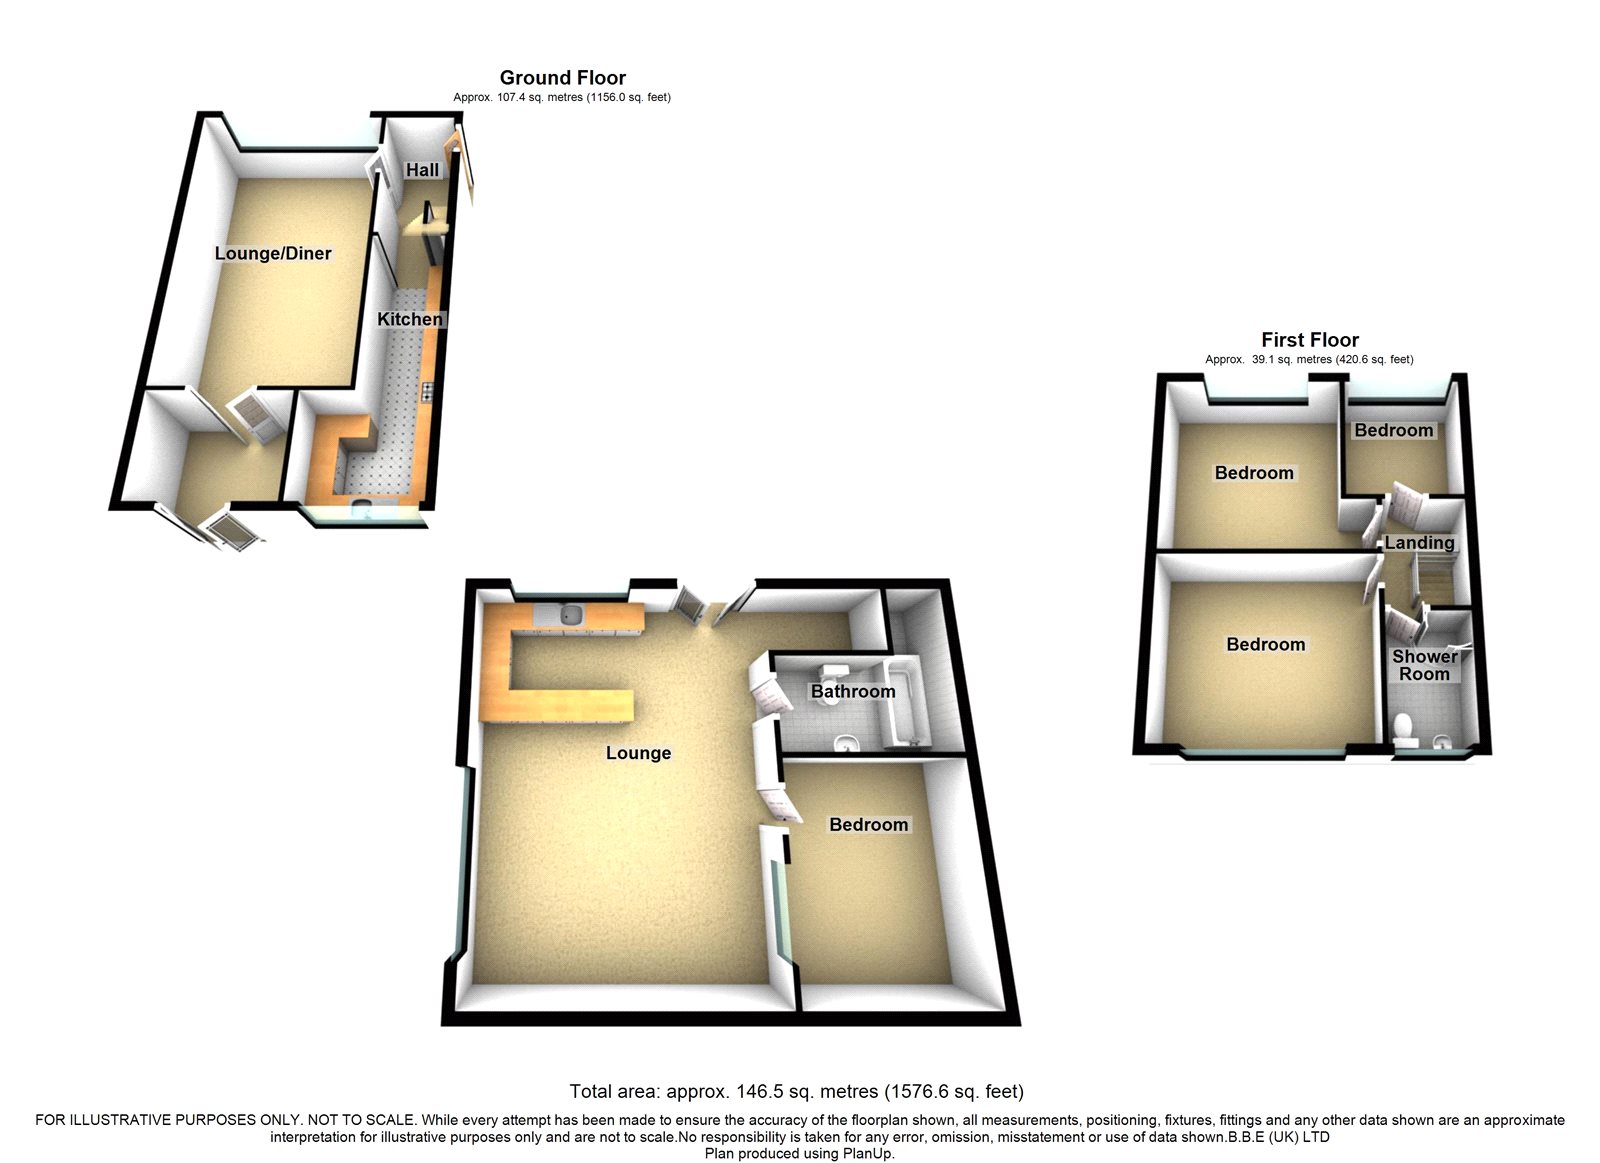 Ground Floor
Approx. 107.4 sq. metres (1156.0 sq. feet)
Hall
Lounge/Diner
Kitchen
First Floor
Approx.  39.1 sq. metres (420.6 sq. feet)
Bedroom
Bedroom
Landing
Bedroom
Shower
Room
Bathroom
Lounge
Bedroom
Total area: approx. 146.5 sq. metres (1576.6 sq. feet)
FOR ILLUSTRATIVE PURPOSES ONLY. NOT TO SCALE. While every attempt has been made to ensure the accuracy of the floorplan shown, all measurements, positioning, fixtures, fittings and any other data shown are an approximate
interpretation for illustrative purposes only and are not to scale.No responsibility is taken for any error, omission, misstatement or use of data shown.B.B.E (UK) LTD
Plan produced using PlanUp.